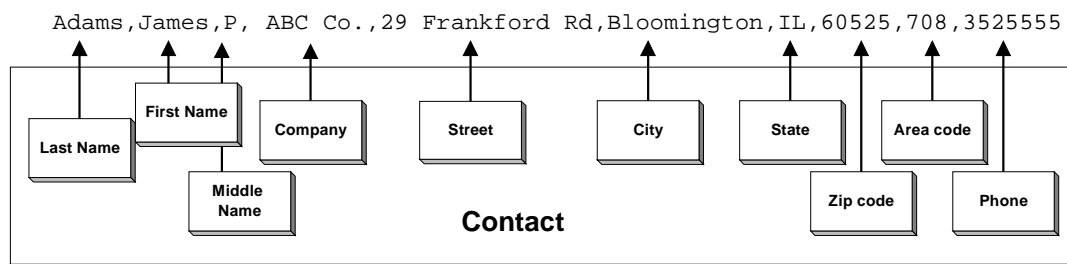 Adams,James,P, ABC Co.,29 Frankford Rd,Bloomington,IL,60525,708,3525555
First Name
Last Name
Company
Street
City
State
Area code
Middle
Name
Zip code
Phone
Contact